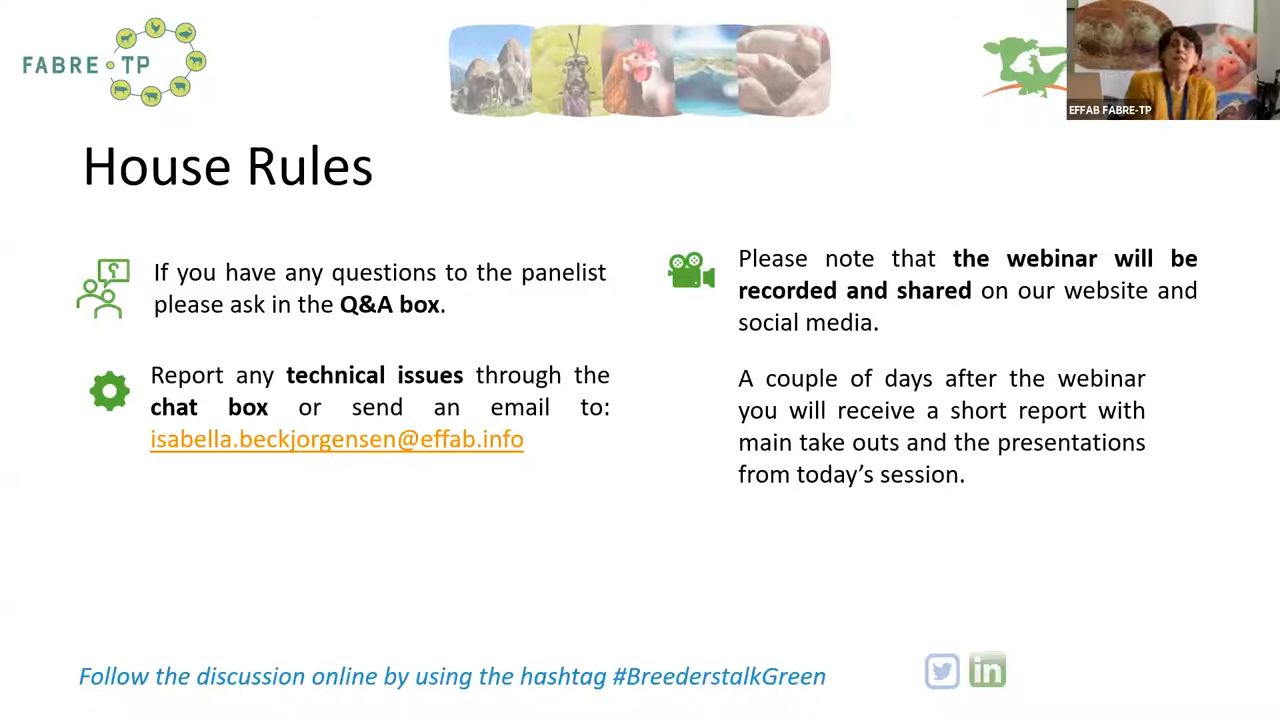 FABRE TP
EFFAB FABRE-TP
House Rules
If you have any questions to the panelist
please ask in the Q&A box.
Report any technical issues through the
chat box or send an email to:
isabella.beckjorgensen@effab.info
Please note that the webinar will be
recorded and shared on our website and
social media.
A couple of days after the webinar
you will receive a short report with
main take outs and the presentations
from today’s session.
Follow the discussion online by using the hashtag #BreederstalkGreen
in